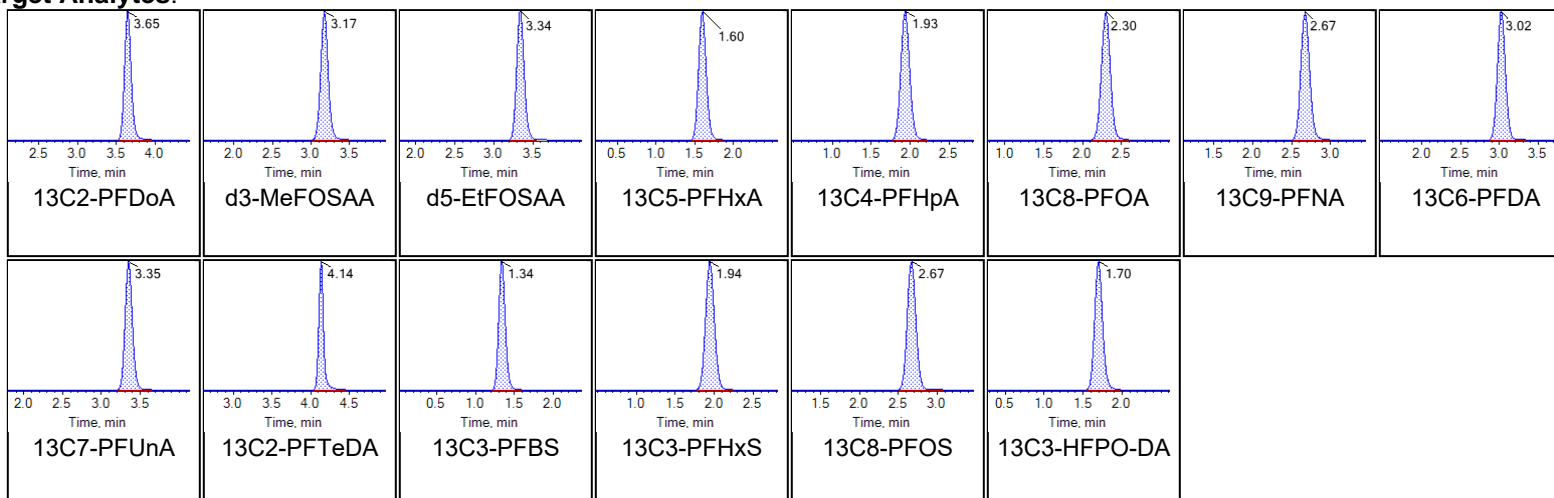 arget Analytes:
3.65 3.17 3.34 1.60 1.93 2.30 2.67 3.02
2.5 3.0 3.5 4.0 2.0 2.5 3.0 3.5 2.0 2.5 3.0 3.5 0.5 1.0 1.5 2.0 1.0 1.5 2.0 2.5 1.0 1.5 2.0 2.5 1.5 2.0 2.5 3.0 2.0 2.5 3.0 3.5
Time, min Time, min Time, min Time, min Time, min Time, min Time, min Time, min
13C2-PFDoA d3-MeFOSAA d5-EtFOSAA 13C5-PFHxA 13C4-PFHpA 13C8-PFOA 13C9-PFNA 13C6-PFDA
3.35 4.14 1.34 1.94 2.67 1.70
2.0 2.5 3.0 3.5 3.0 3.5 4.0 4.5 0.5 1.0 1.5 2.0 1.0 1.5 2.0 2.5 1.5 2.0 2.5 3.0 0.5 1.0 1.5 2.0
Time, min Time, min Time, min Time, min Time, min Time, min
13C7-PFUnA 13C2-PFTeDA 13C3-PFBS 13C3-PFHxS 13C8-PFOS 13C3-HFPO-DA